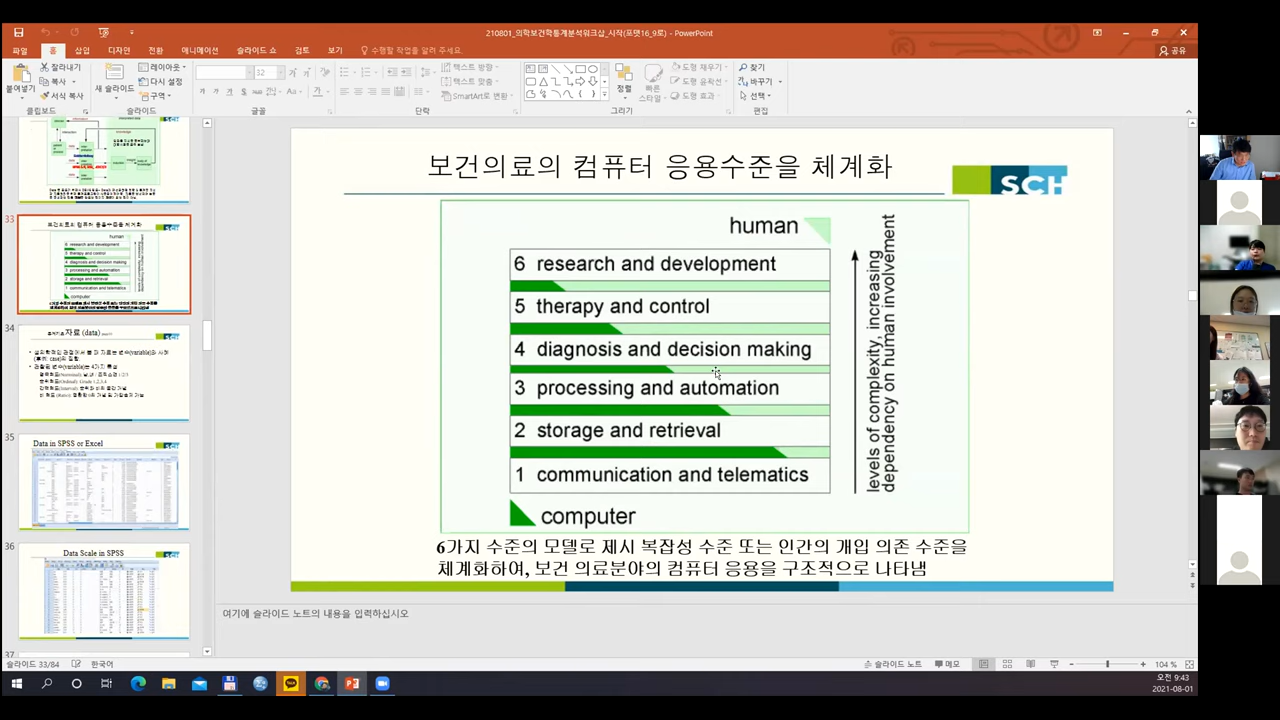 210801_의학보건학통계분석워크샵_시작(포맷16_9로) - PowerPoint
파일 홈 삽입 디자인 전환 애니메이션 슬라이드 쇼 검토 보기 수행할 작업을 알려 주세요. 공유
붙여넣기 잘라내기 복사 서식 복사 새 슬라이드 레이아웃 다시 설정 구역 32 텍스트 방향 텍스트 맞춤 SmartArt로 변환 정렬 빠른 스타일 도형 채우기 도형 윤곽선 도형 효과 찾기 바꾸기 선택
클립보드 슬라이드 글꼴 단락 그리기 편집
33
34
자료 (data)
35
Data in SPSS or Excel
36
Data Scale in SPSS
37
보건의료의 컴퓨터 응용수준을 체계화
SCH
human
6 research and development
5 therapy and control
4 diagnosis and decision making
3 processing and automation
2 storage and retrieval
1 communication and telematics
computer
levels of complexity, increasing
dependency on human involvement
6가지 수준의 모델로 제시 복잡성 수준 또는 인간의 개입 의존 수준을
체계화하여, 보건 의료분야의 컴퓨터 응용을 구조적으로 나타냄
여기에 슬라이드 노트의 내용을 입력하십시오
슬라이드 33/84 한국어 슬라이드 노트 메모 104 %
오전 9:43
2021-08-01